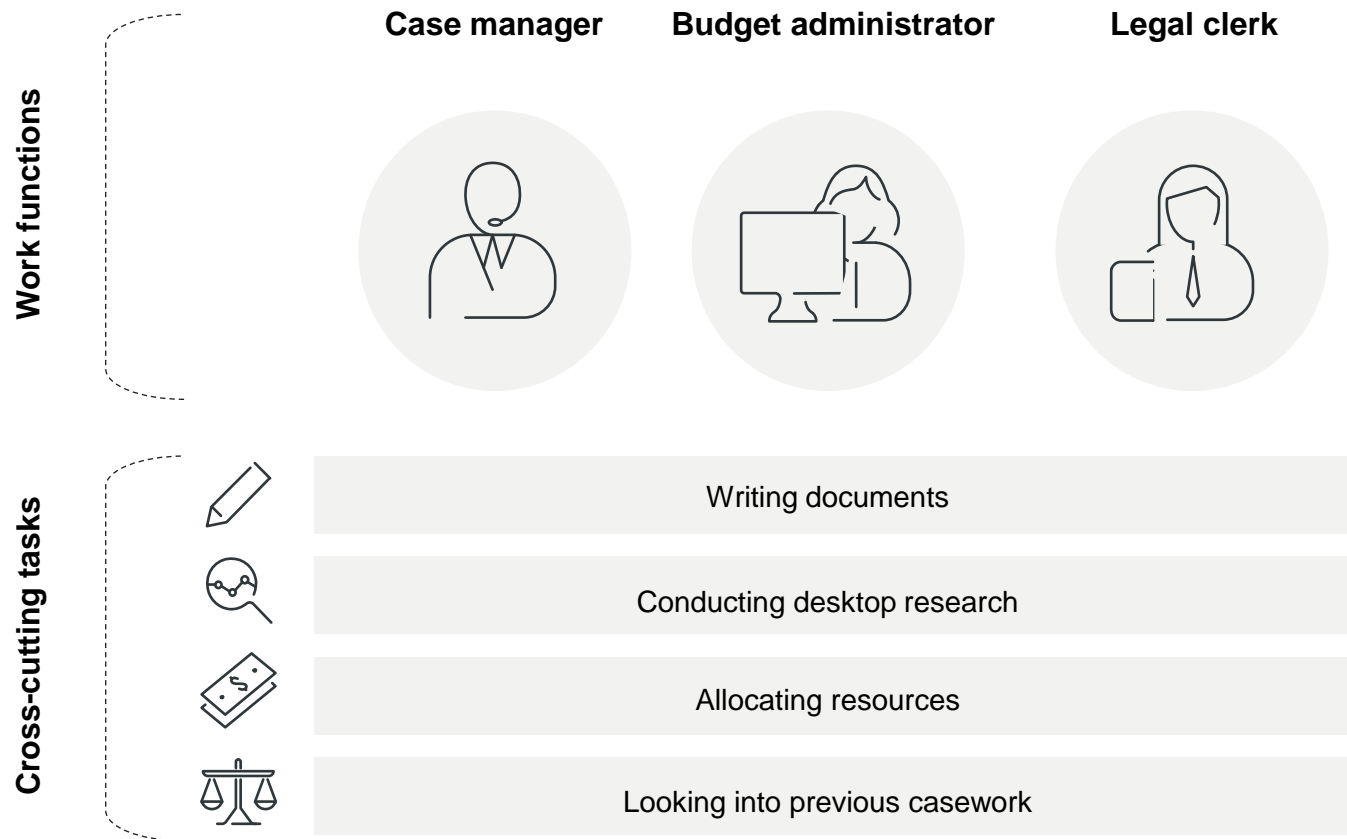 Work functions
Case manager
Budget administrator
Legal clerk
Cross-cutting tasks
Writing documents
Conducting desktop research
$
Allocating resources
Looking into previous casework